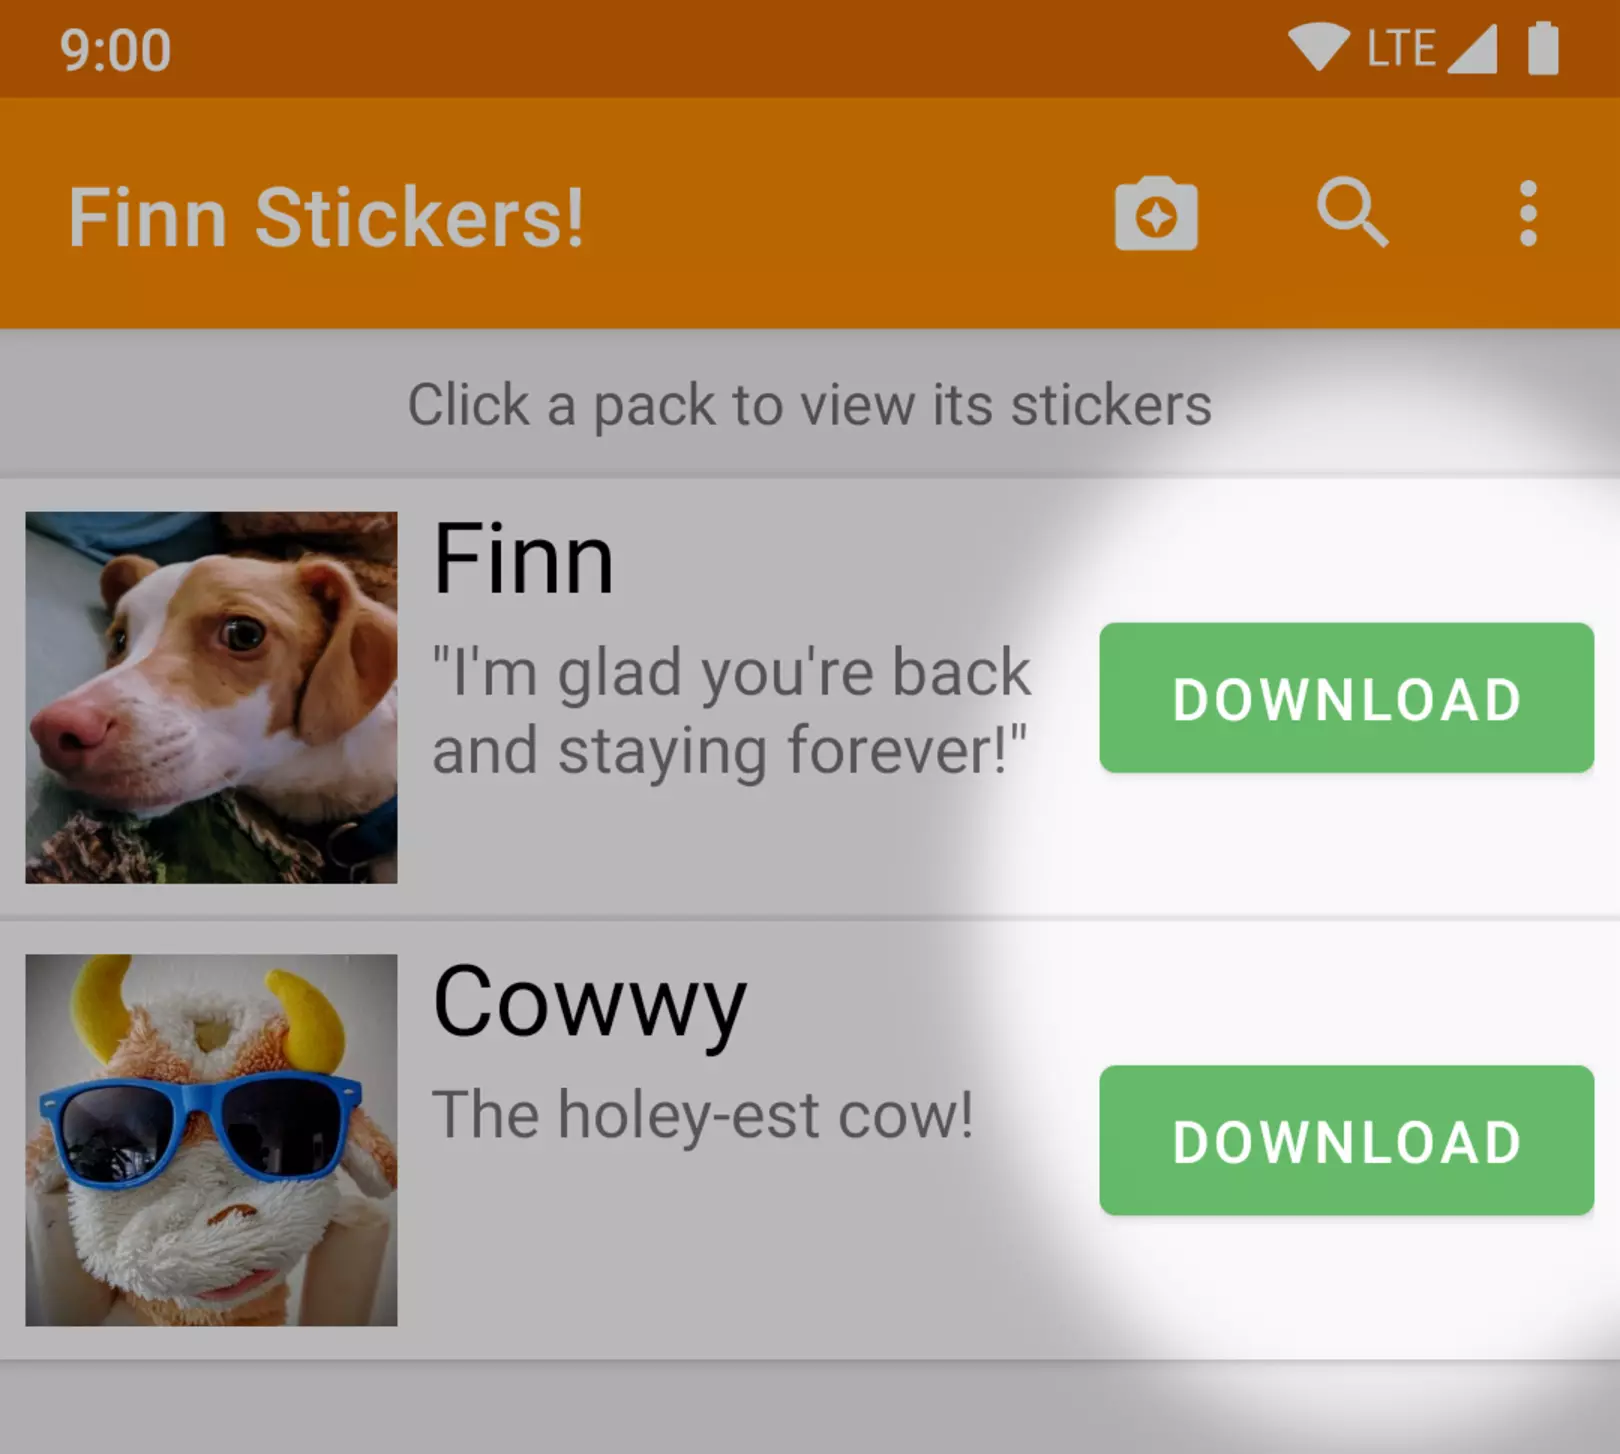 9:00
LTE
Finn Stickers!
Click a pack to view its stickers
Finn
"I'm glad you're back
and staying forever!"
DOWNLOAD
Cowwy
The holey-est cow!
DOWNLOAD